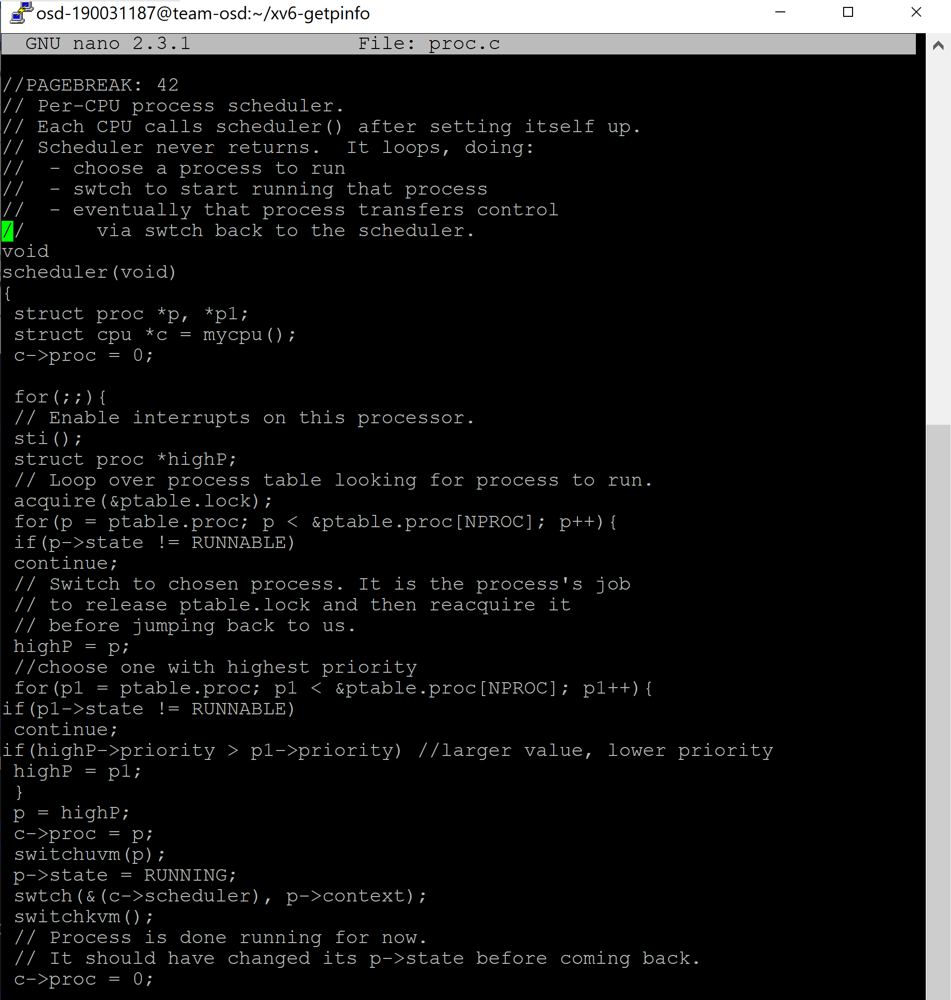 osd-190031187@team-osd:~/xv6-getpinfo
GNU nano 2.3.1 File: proc.c
//PAGEBREAK: 42
// Per-CPU process scheduler.
// Each CPU calls scheduler() after setting itself up.
// Scheduler never returns.  It loops, doing:
//  - choose a process to run
//  - swtch to start running that process
//  - eventually that process transfers control
//      via swtch back to the scheduler.
void
scheduler(void)
{
 struct proc *p, *p1;
 struct cpu *c = mycpu();
 c->proc = 0;
 for(;;){
 // Enable interrupts on this processor.
 sti();
 struct proc *highP;
 // Loop over process table looking for process to run.
 acquire(&ptable.lock);
 for(p = ptable.proc; p < &ptable.proc[NPROC]; p++){
 if(p->state != RUNNABLE)
 continue;
 // Switch to chosen process. It is the process's job
 // to release ptable.lock and then reacquire it
 // before jumping back to us.
 highP = p;
 //choose one with highest priority
 for(p1 = ptable.proc; p1 < &ptable.proc[NPROC]; p1++){
if(p1->state != RUNNABLE)
 continue;
if(highP->priority > p1->priority) //larger value, lower priority
 highP = p1;
 }
 p = highP;
 c->proc = p;
 switchuvm(p);
 p->state = RUNNING;
 swtch(&(c->scheduler), p->context);
 switchkvm();
 // Process is done running for now.
 // It should have changed its p->state before coming back.
 c->proc = 0;